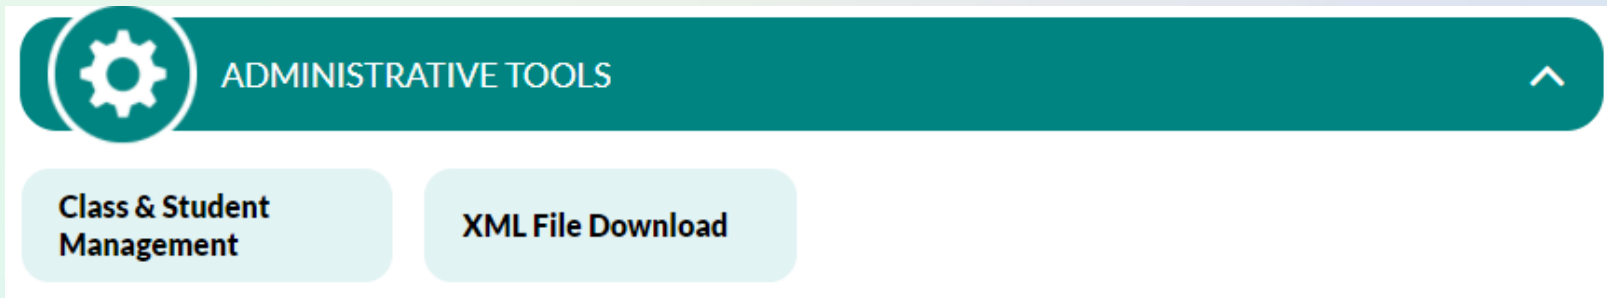 ADMINISTRATIVE TOOLS
Class & Student
Management
XML File Download